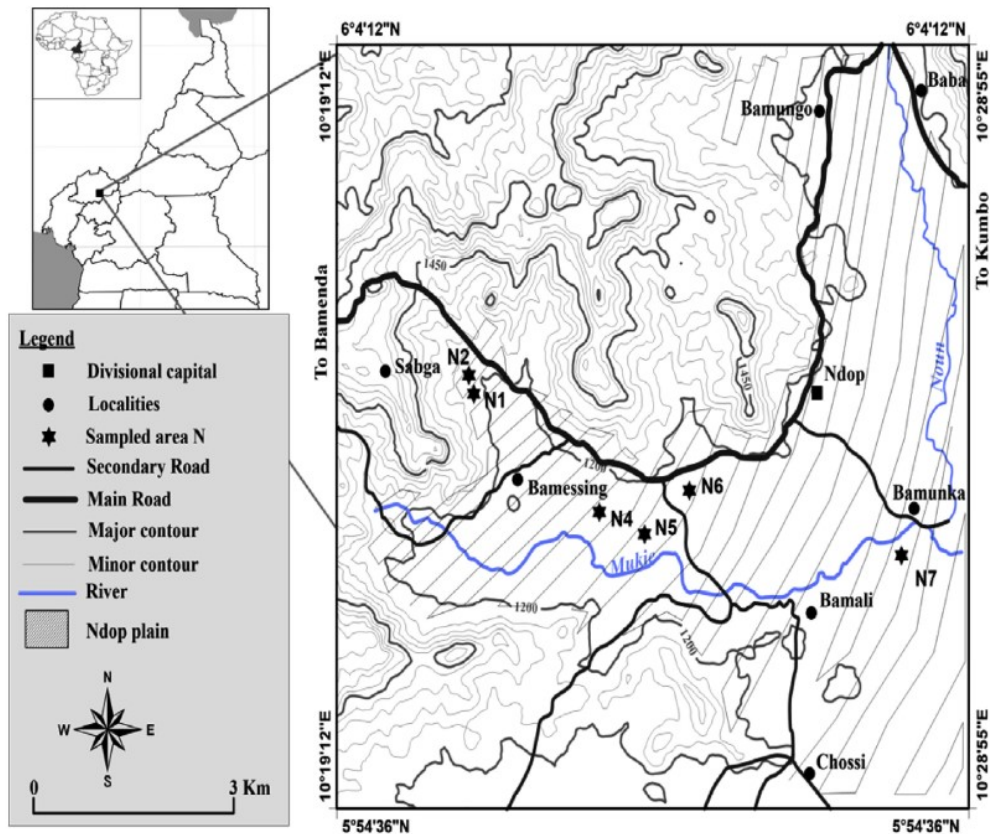 6°4'12"N
6°4'12"N
10°19'12"E
10°28'55"E
Baba
Bamungo
To Kumbo
1450
To Bamenda
Noun
Legend
Divisional capital
Localities
Sampled area N
Secondary Road
Main Road
Major contour
Minor contour
River
Ndop plain
N
W
E
S
0
3 Km
Sabga
N2
N1
1450
Ndop
1200
Bamessing
N6
Bamunka
N4
N5
Mukie
N7
1200
Bamali
1200
Chossi
10°19'12"E
10°28'55"E
5°54'36"N
5°54'36"N